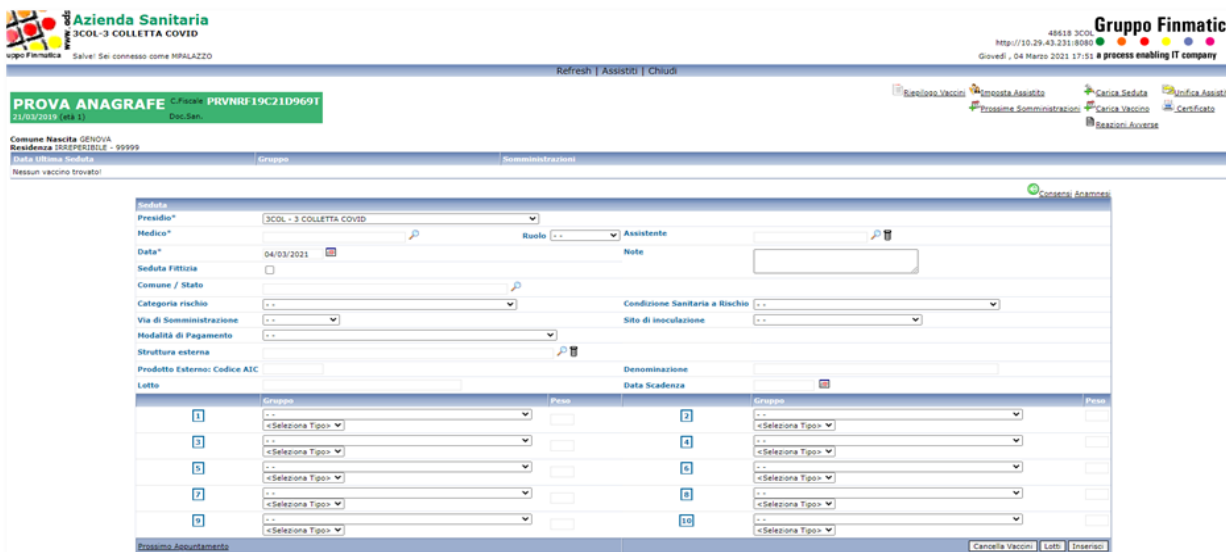 www.ads
Azienda Sanitaria
3COL-3 COLLETTA COVID
uppo Finmatica
Salve! Sei connesso come MPALAZZO
48618 3COL
Gruppo Finmatic
http://10.29.43.231:8080
Giovedì , 04 Marzo 2021 17:51
a process enabling IT company
Refresh | Assistiti | Chiudi
PROVA ANAGRAFE C.Fiscale PRVNRF19C21D969T
21/03/2019 (età 1) Doc.San.
Riepilogo Vaccini Imposta Assistito Carica Seduta Unifica Assisti
Prossime Somministrazioni Carica Vaccino Certificato
Reazioni Avverse
Comune Nascita GENOVA
Residenza IRREPERIBILE - 99999
Data Ultima Seduta Gruppo Somministrazioni
Nessun vaccino trovato!
Consensi Anamnesi
Seduta
Presidio* 3COL - 3 COLLETTA COVID
Medico* Ruolo - - Assistente
Data* 04/03/2021 Note
Seduta Fittizia
Comune / Stato
Categoria rischio - - Condizione Sanitaria a Rischio - -
Via di Somministrazione - - Sito di inoculazione - -
Modalità di Pagamento - -
Struttura esterna
Prodotto Esterno: Codice AIC Denominazione
Lotto Data Scadenza
Gruppo Peso Gruppo Peso
1 - - 2 - -
<Seleziona Tipo> <Seleziona Tipo>
3 - - 4 - -
<Seleziona Tipo> <Seleziona Tipo>
5 - - 6 - -
<Seleziona Tipo> <Seleziona Tipo>
7 - - 8 - -
<Seleziona Tipo> <Seleziona Tipo>
9 - - 10 - -
<Seleziona Tipo> <Seleziona Tipo>
Prossimo Appuntamento Cancella Vaccini Lotti Inserisci